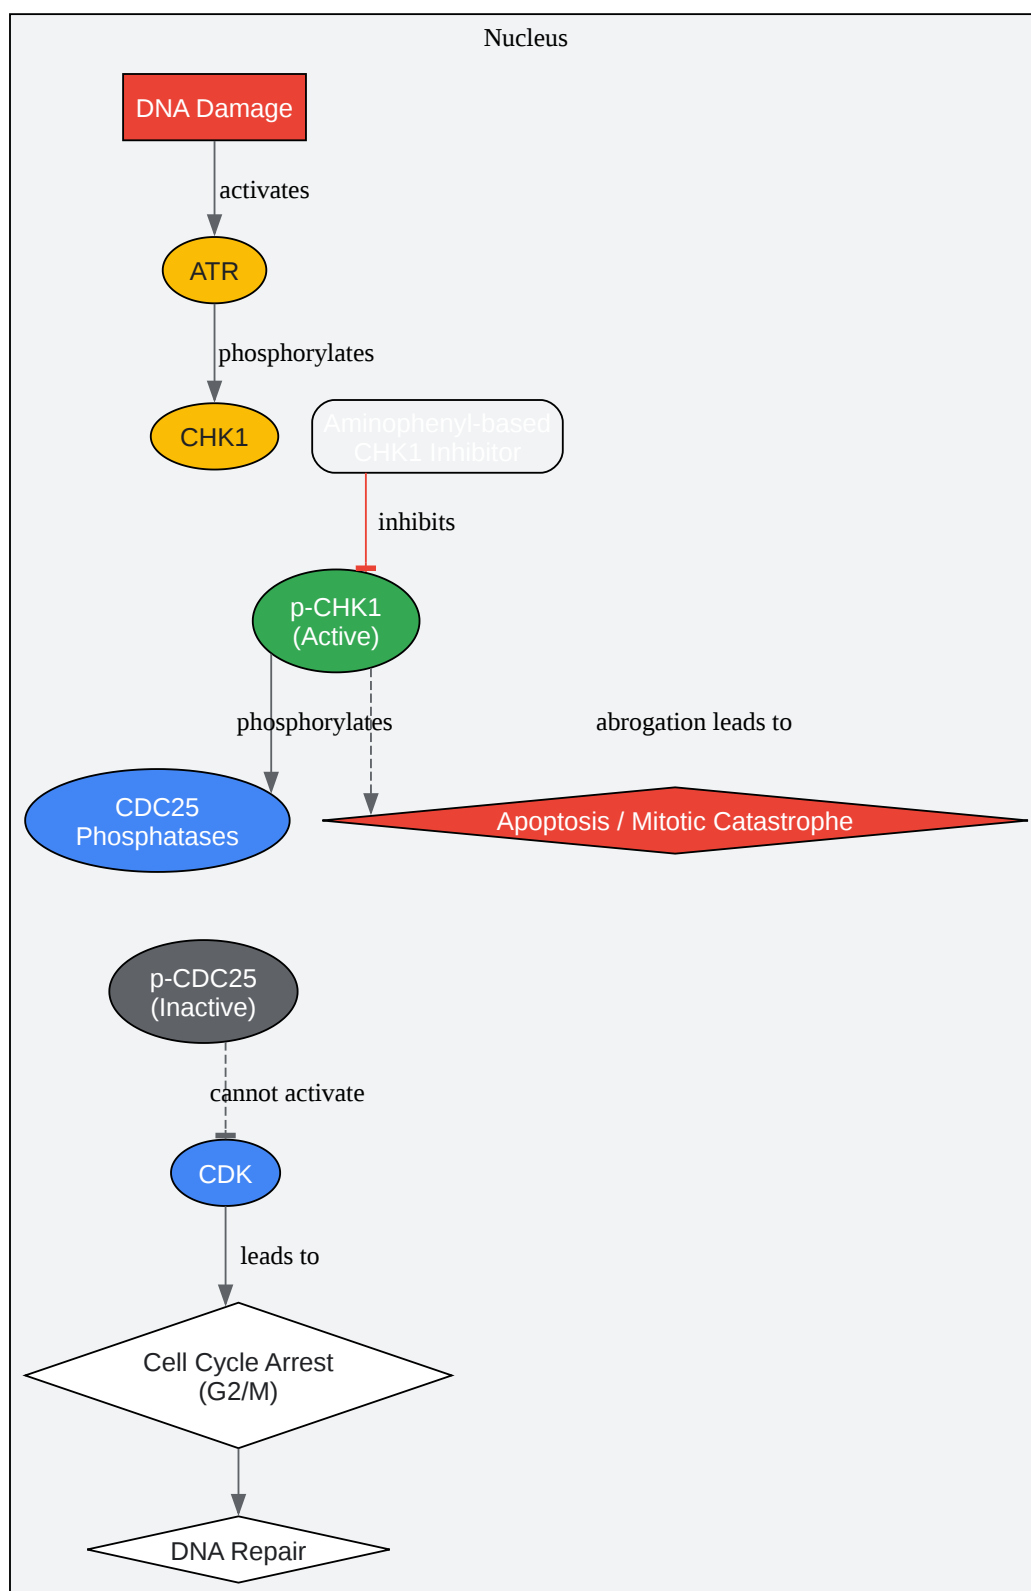 Nucleus
DNA Damage
activates
ATR
phosphorylates
CHK1
Aminophenyl-based
CHK1 Inhibitor
inhibits
p-CHK1
(Active)
phosphorylates
abrogation leads to
CDC25
Phosphatases
Apoptosis / Mitotic Catastrophe
p-CDC25
(Inactive)
cannot activate
CDK
leads to
Cell Cycle Arrest
(G2/M)
DNA Repair